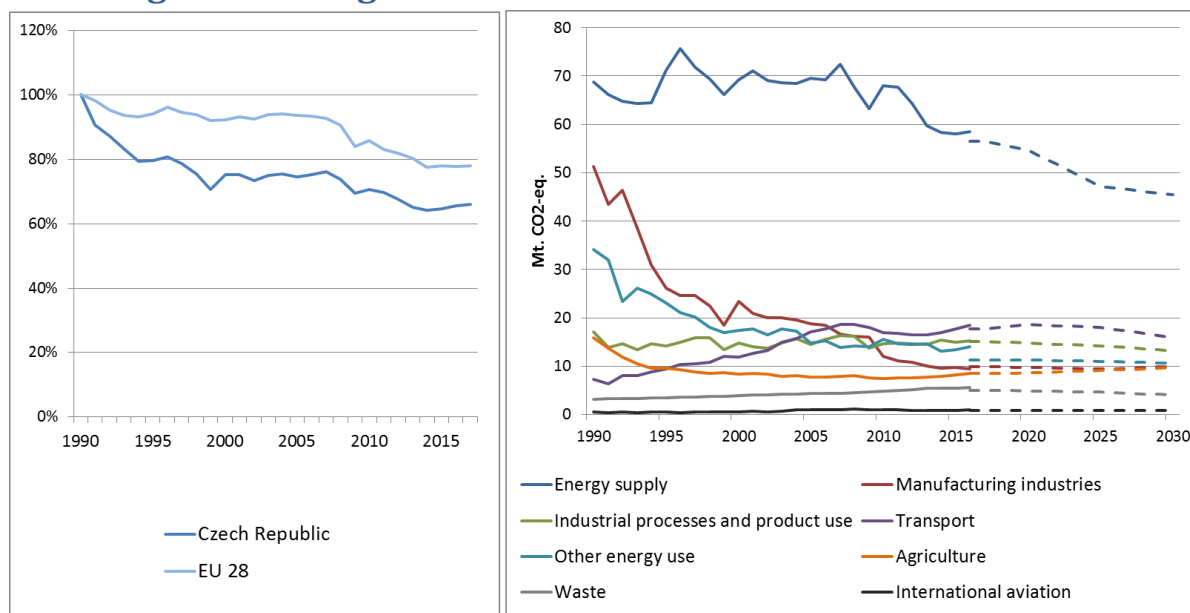 120%
100%
80%
60%
40%
20%
0%
1990 1995 2000 2005 2010 2015
Czech Republic
EU 28
Mt. CO2-eq.
80
70
60
50
40
30
20
10
0
1990 1995 2000 2005 2010 2015 2020 2025 2030
Energy supply Manufacturing industries
Industrial processes and product use Transport
Other energy use Agriculture
Waste International aviation